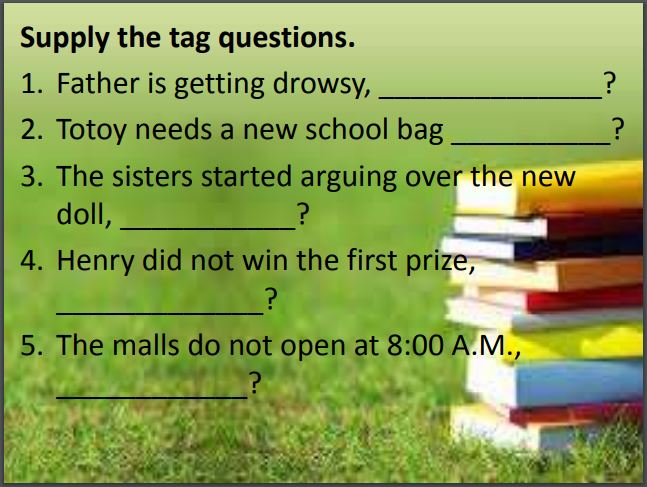 Supply the tag questions.
1. Father is getting drowsy, ______________?
2. Totoy needs a new school bag __________?
3. The sisters started arguing over the new
doll, ___________?
4. Henry did not win the first prize,
_____________?
5. The malls do not open at 8:00 A.M.,
____________?